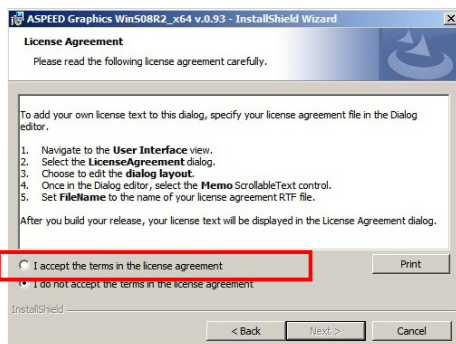 ASPEED Graphics WinS08R2_x64 v.0.93 - InstallShield Wizard
License Agreement
Please read the following license agreement carefully.
To add your own license text to this dialog, specify your license agreement file in the Dialog
editor.
1. Navigate to the User Interface view.
2. Select the LicenseAgreement dialog.
3. Choose to edit the dialog layout.
4. Once in the Dialog editor, select the Memo ScrollableText control.
5. Set FileName to the name of your license agreement RTF file.
After you build your release, your license text will be displayed in the License Agreement dialog.
I accept the terms in the license agreement
Print
I do not accept the terms in the license agreement
InstallShield
< Back
Next >
Cancel